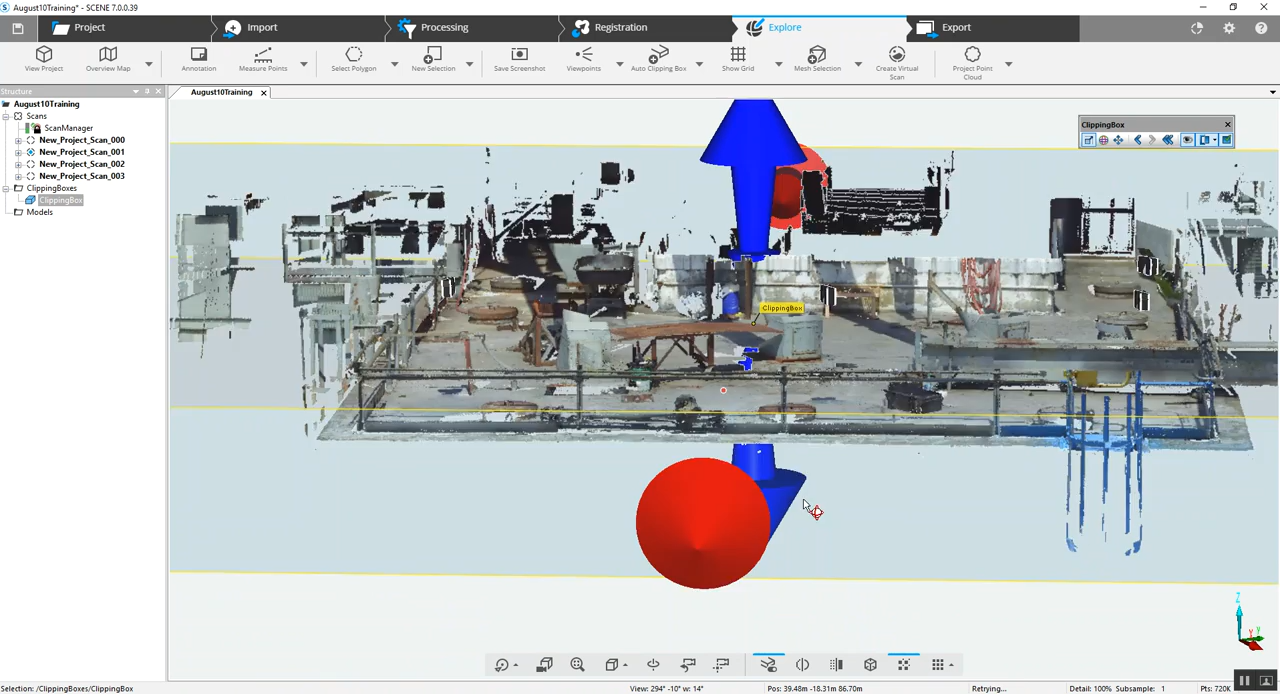 August10Training* - SCENE 7.0.0.39
Project
Import
Processing
Registration
Explore
Export
View Project
Overview Map
Annotation
Measure Points
Select Polygon
New Selection
Save Screenshot
Viewpoints
Auto Clipping Box
Show Grid
Mesh Selection
Create Virtual
Scan
Project Point
Cloud
Structure
August10Training
August10Training
Scans
ScanManager
New_Project_Scan_000
New_Project_Scan_001
New_Project_Scan_002
New_Project_Scan_003
ClippingBoxes
ClippingBox
Models
ClippingBox
ClippingBox
Z
Y
Selection: /ClippingBoxes/ClippingBox
View: 294° -10° w: 14°
Pos: 39.48m -18.31m 86.70m
Retrying...
Detail: 100%
Subsample: 1
Pts: 720K